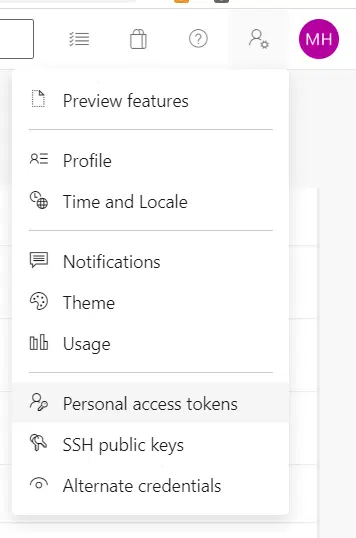 MH
Preview features
Profile
Time and Locale
Notifications
Theme
Usage
Personal access tokens
SSH public keys
Alternate credentials